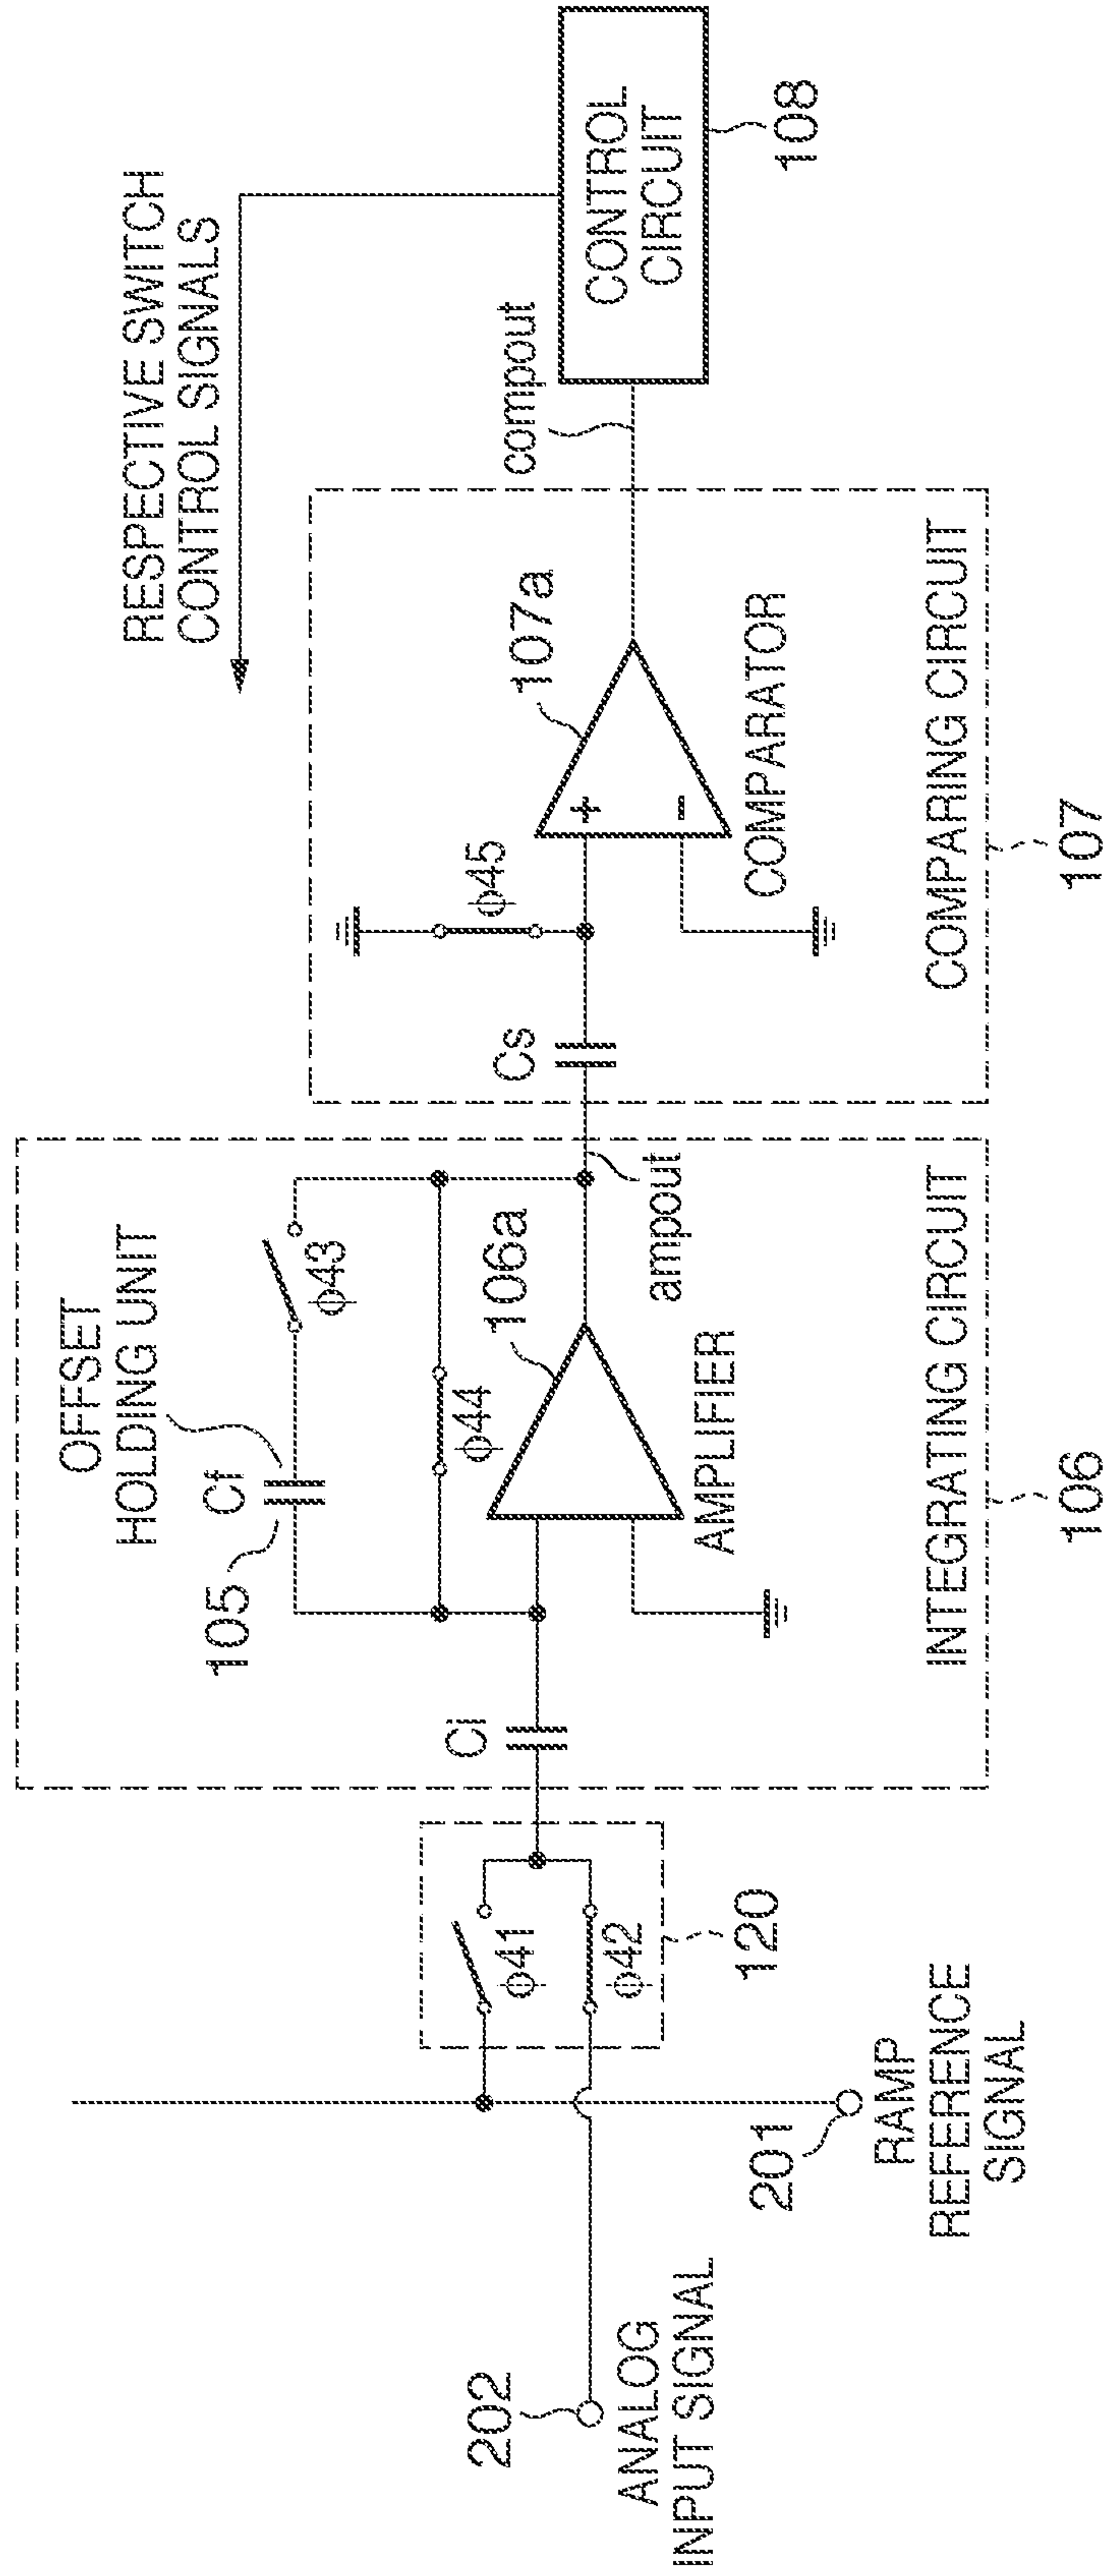 RESPECTIVE SWITCH
CONTROL SIGNALS
OFFSET
HOLDING UNIT
105
Cf
ϕ43
ϕ44
Ci
106a
AMPLIFIER
ampout
INTEGRATING CIRCUIT
106
Cs
ϕ45
107a
+
−
COMPARATOR
COMPARING CIRCUIT
107
compout
CONTROL
CIRCUIT
108
ϕ41
ϕ42
120
202
ANALOG
INPUT SIGNAL
201
RAMP
REFERENCE
SIGNAL